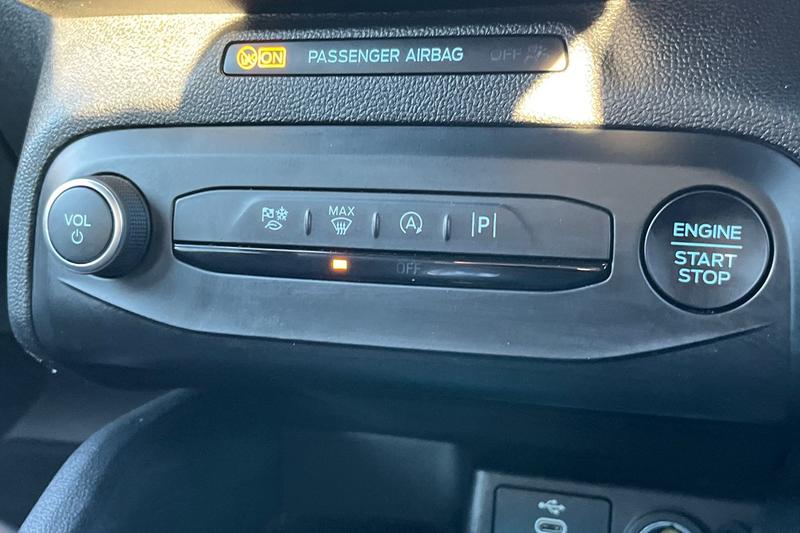 ON PASSENGER AIRBAG OFF
VOL
MAX
A
P
OFF
ENGINE
START
STOP